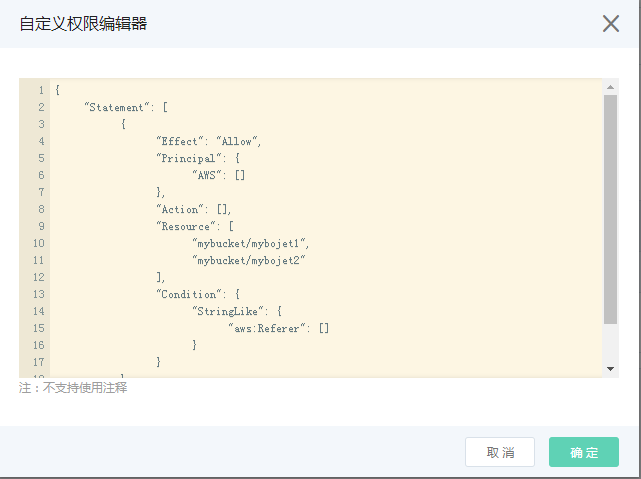 自定义权限编辑器
1 {
2 "Statement": [
3 {
4 "Effect": "Allow",
5 "Principal": {
6 "AWS": []
7 },
8 "Action": [],
9 "Resource": [
10 "mybucket/mybojet1",
11 "mybucket/mybojet2"
12 ],
13 "Condition": {
14 "StringLike": {
15 "aws:Referer": []
16 }
17 }
注：不支持使用注释
取消 确定